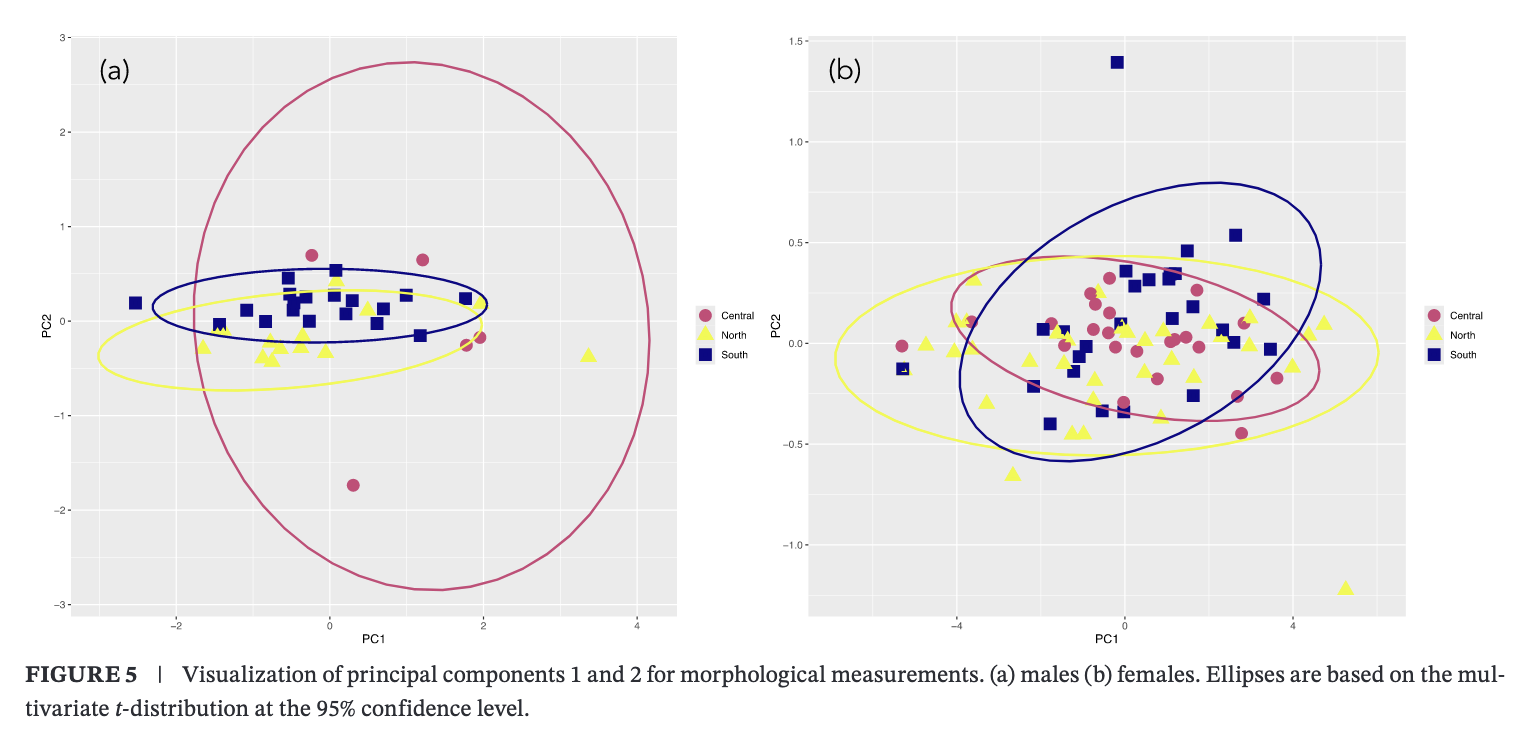 (a)
3
2
1
0
−1
−2
−3
PC2
−2
0
2
4
PC1
Central
North
South
(b)
1.5
1.0
0.5
0.0
−0.5
−1.0
PC2
−4
0
4
PC1
Central
North
South
FIGURE 5 | Visualization of principal components 1 and 2 for morphological measurements. (a) males (b) females. Ellipses are based on the mul-
tivariate t-distribution at the 95% confidence level.